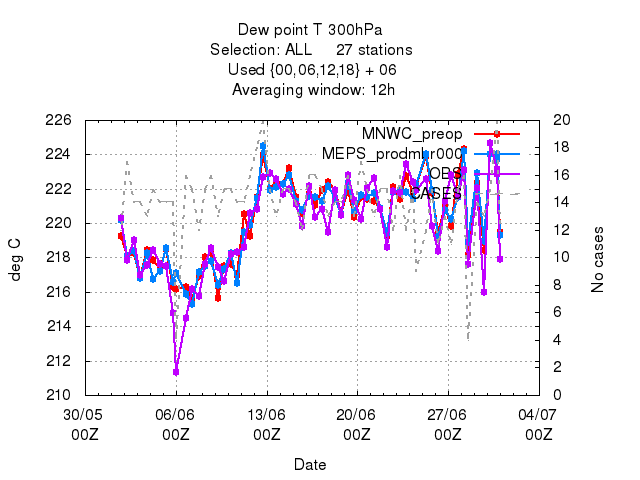 Dew point T 300hPa
Selection: ALL 27 stations
Used {00,06,12,18} + 06
Averaging window: 12h
226
224
222
221
220
218
217
216
214
212
211
210
deg C
20
18
16
14
12
10
8
6
4
2
0
No cases
MNWC_preop
MEPS_prodmbr000
OBS
CASES
30/05 06/06 13/06 20/06 27/06 04/07
00Z 00Z 00Z 00Z 00Z 00Z
Date